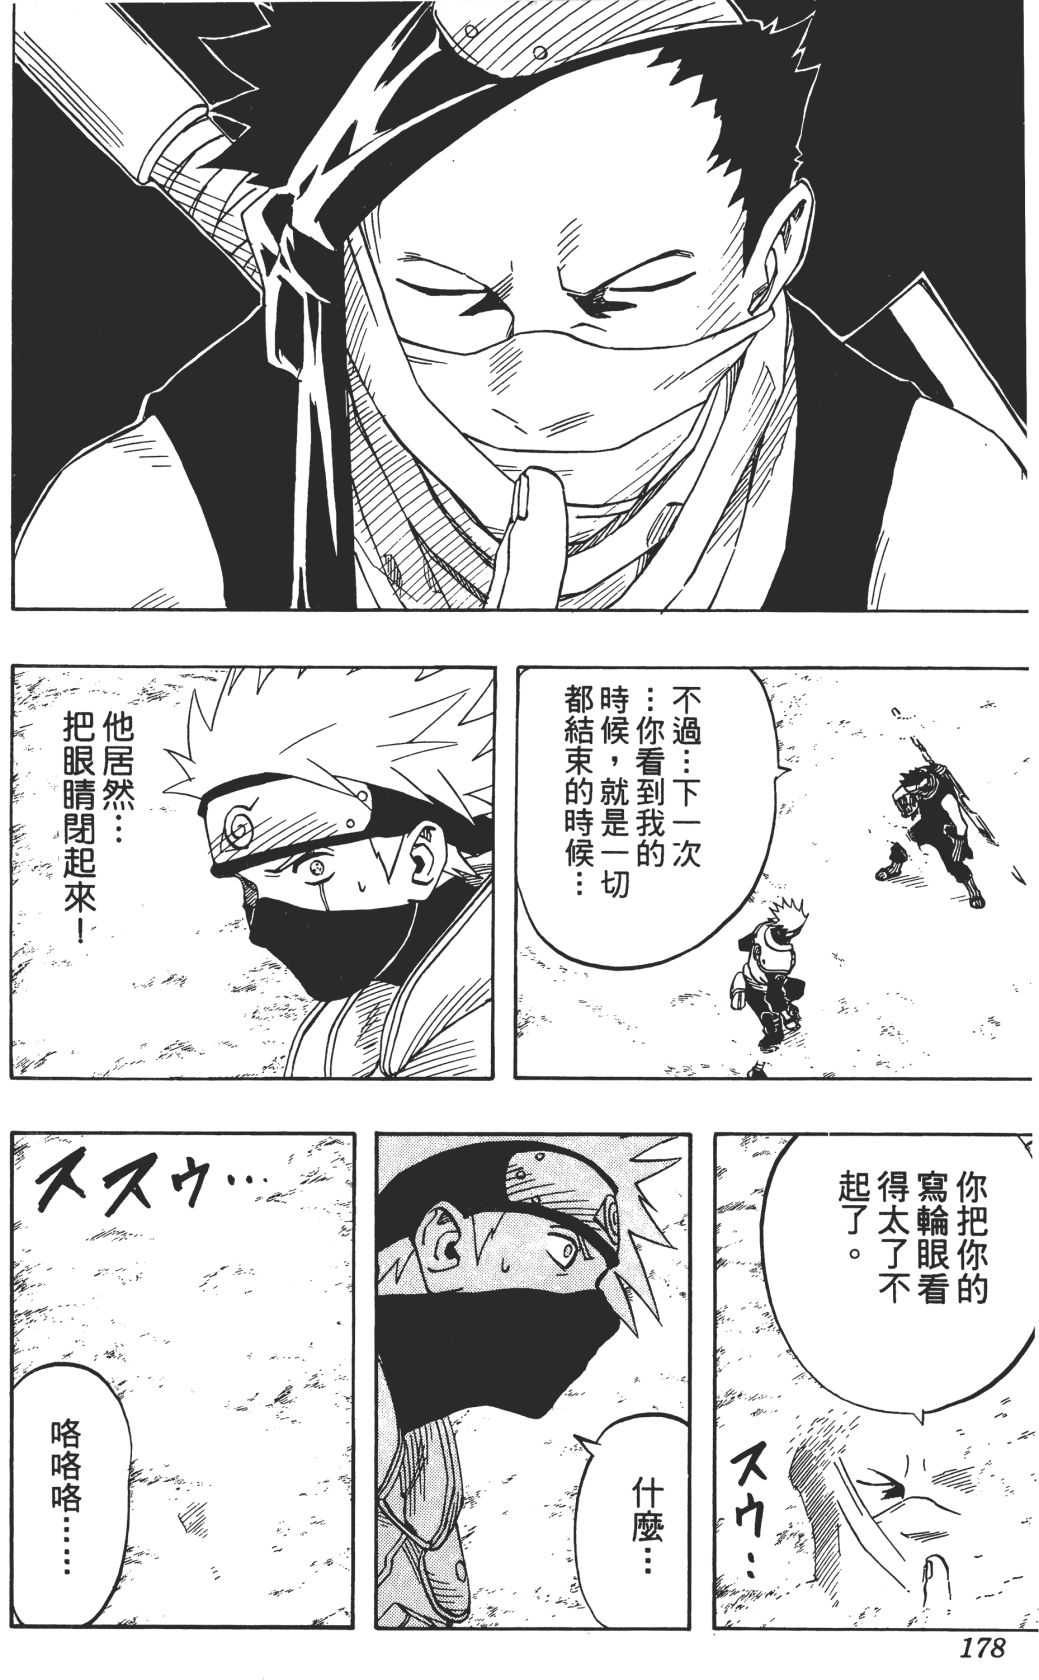 不過…下一次
…你看到我的
時候，就是一切
都結束的時候…
他居然…
把眼睛閉起來！
你把你的
寫輪眼看
得太了不
起了。
スゥ…
什麼…
ススゥ…
咯咯咯……
178